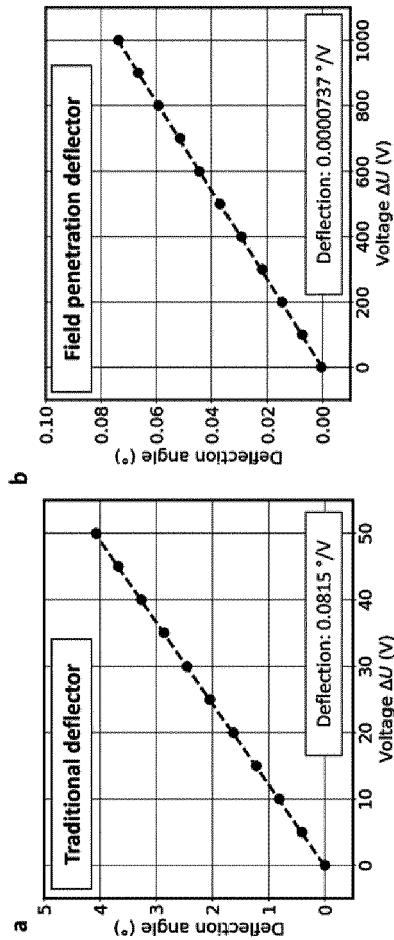 a
Traditional deflector
Deflection angle (°)
5
4
3
2
1
0
Deflection: 0.0815 °/V
0
10
20
30
40
50
Voltage ΔU (V)
b
Field penetration deflector
Deflection angle (°)
0.10
0.08
0.06
0.04
0.02
0.00
Deflection: 0.0000737 °/V
0
200
400
600
800
1000
Voltage ΔU (V)